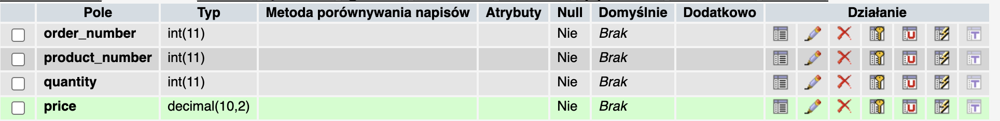 Pole Typ Metoda porównywania napisów Atrybuty Null Domyślnie Dodatkowo Działanie
order_number int(11) Nie Brak
product_number int(11) Nie Brak
quantity int(11) Nie Brak
price decimal(10,2) Nie Brak